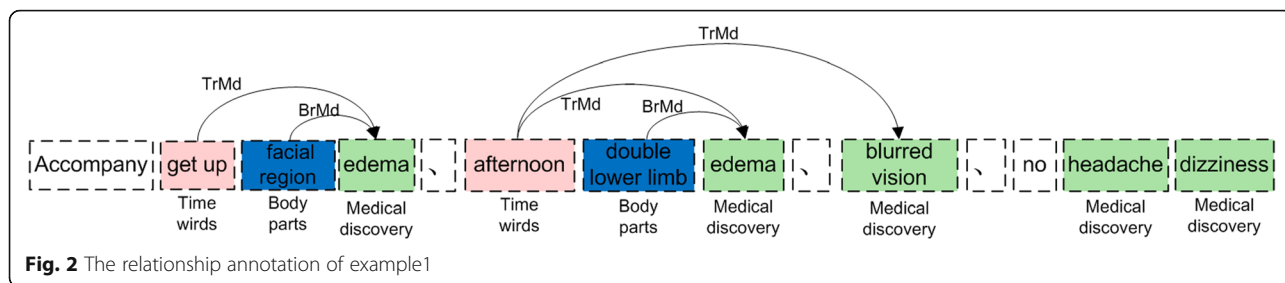 TrMd
TrMd
BrMd
TrMd
BrMd
Accompany
get up
facial
region
edema
、
afternoon
double
lower limb
edema
、
blurred
vision
、
no
headache
dizziness
Time
wirds
Body
parts
Medical
discovery
Time
wirds
Body
parts
Medical
discovery
Medical
discovery
Medical
discovery
Medical
discovery
Fig. 2 The relationship annotation of example1